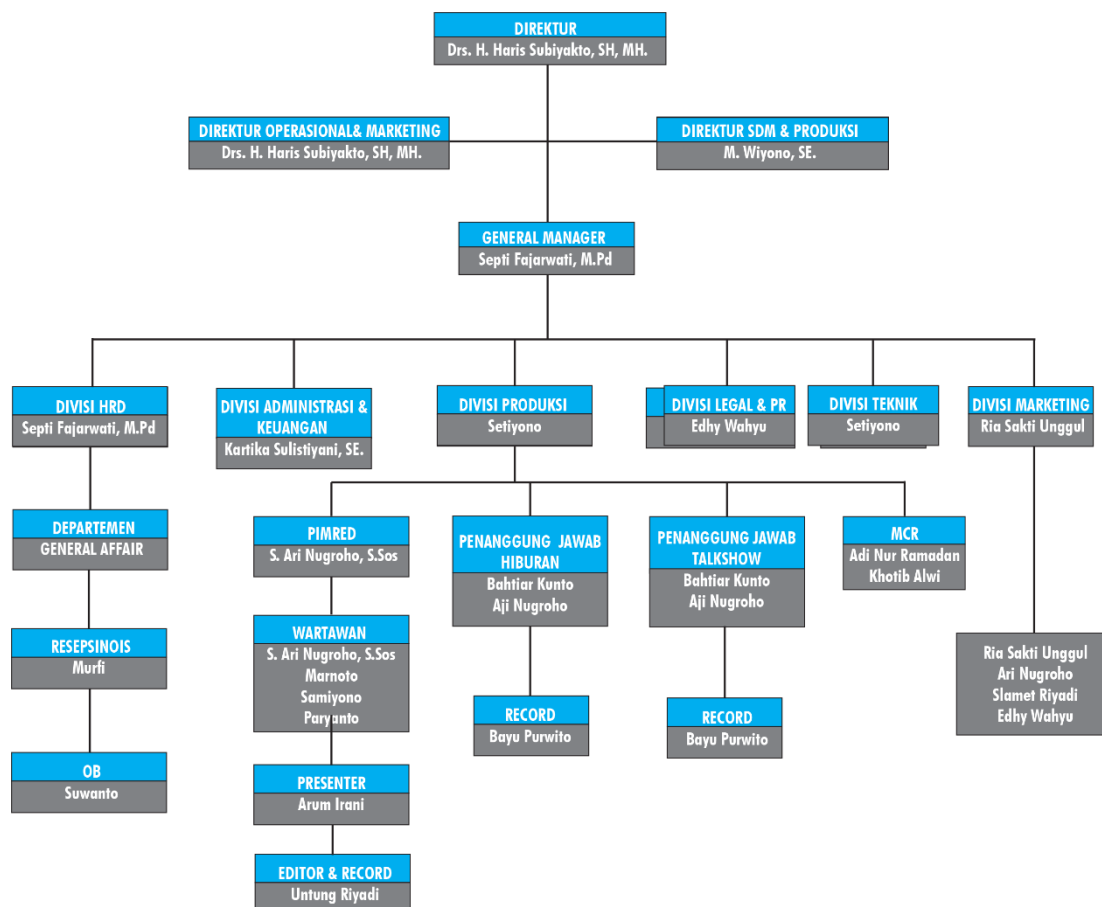 DIREKTUR
Drs. H. Haris Subiyakto, SH, MH.
DIREKTUR OPERASIONAL& MARKETING
Drs. H. Haris Subiyakto, SH, MH.
DIREKTUR SDM & PRODUKSI
M. Wiyono, SE.
GENERAL MANAGER
Septi Fajarwati, M.Pd
DIVISI HRD
Septi Fajarwati, M.Pd
DIVISI ADMINISTRASI &
KEUANGAN
Kartika Sulistiyani, SE.
DIVISI PRODUKSI
Setiyono
DIVISI LEGAL & PR
Edhy Wahyu
DIVISI TEKNIK
Setiyono
DIVISI MARKETING
Ria Sakti Unggul
DEPARTEMEN
GENERAL AFFAIR
RESEPSINOIS
Murfi
OB
Suwanto
PIMRED
S. Ari Nugroho, S.Sos
WARTAWAN
S. Ari Nugroho, S.Sos
Marnoto
Samiyono
Paryanto
PRESENTER
Arum Irani
EDITOR & RECORD
Untung Riyadi
PENANGGUNG JAWAB
HIBURAN
Bahtiar Kunto
Aji Nugroho
RECORD
Bayu Purwito
PENANGGUNG JAWAB
TALKSHOW
Bahtiar Kunto
Aji Nugroho
RECORD
Bayu Purwito
MCR
Adi Nur Ramadan
Khotib Alwi
Ria Sakti Unggul
Ari Nugroho
Slamet Riyadi
Edhy Wahyu